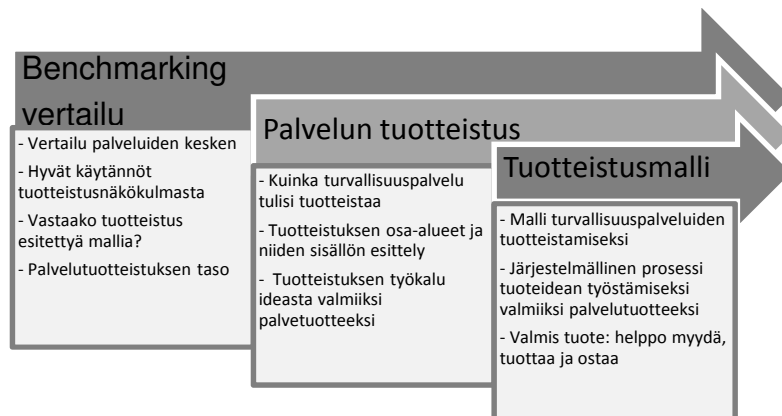 Benchmarking
vertailu
- Vertailu palveluiden kesken
- Hyvät käytännöt
tuotteistusnäkökulmasta
- Vastaako tuotteistus
esitettyä mallia?
- Palvelutuotteistuksen taso
Palvelun tuotteistus
- Kuinka turvallisuuspalvelu
tulisi tuotteistaa
- Tuotteistuksen osa-alueet ja
niiden sisällön esittely
- Tuotteistuksen työkalu
ideasta valmiiksi
palvetuotteeksi
Tuotteistusmalli
- Malli turvallisuuspalveluiden
tuotteistamiseksi
- Järjestelmällinen prosessi
tuoteidean työstämiseksi
valmiiksi palvelutuotteeksi
- Valmis tuote: helppo myydä,
tuottaa ja ostaa